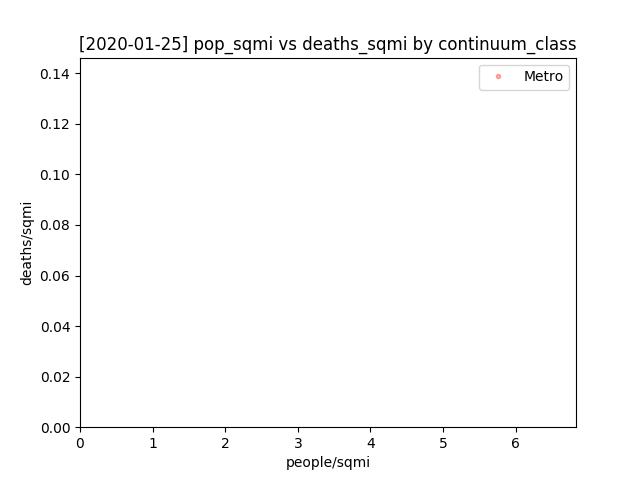 [2020-01-25] pop_sqmi vs deaths_sqmi by continuum_class
Metro
0.14
0.12
0.10
0.08
0.06
0.04
0.02
0.00
deaths/sqmi
0 1 2 3 4 5 6
people/sqmi